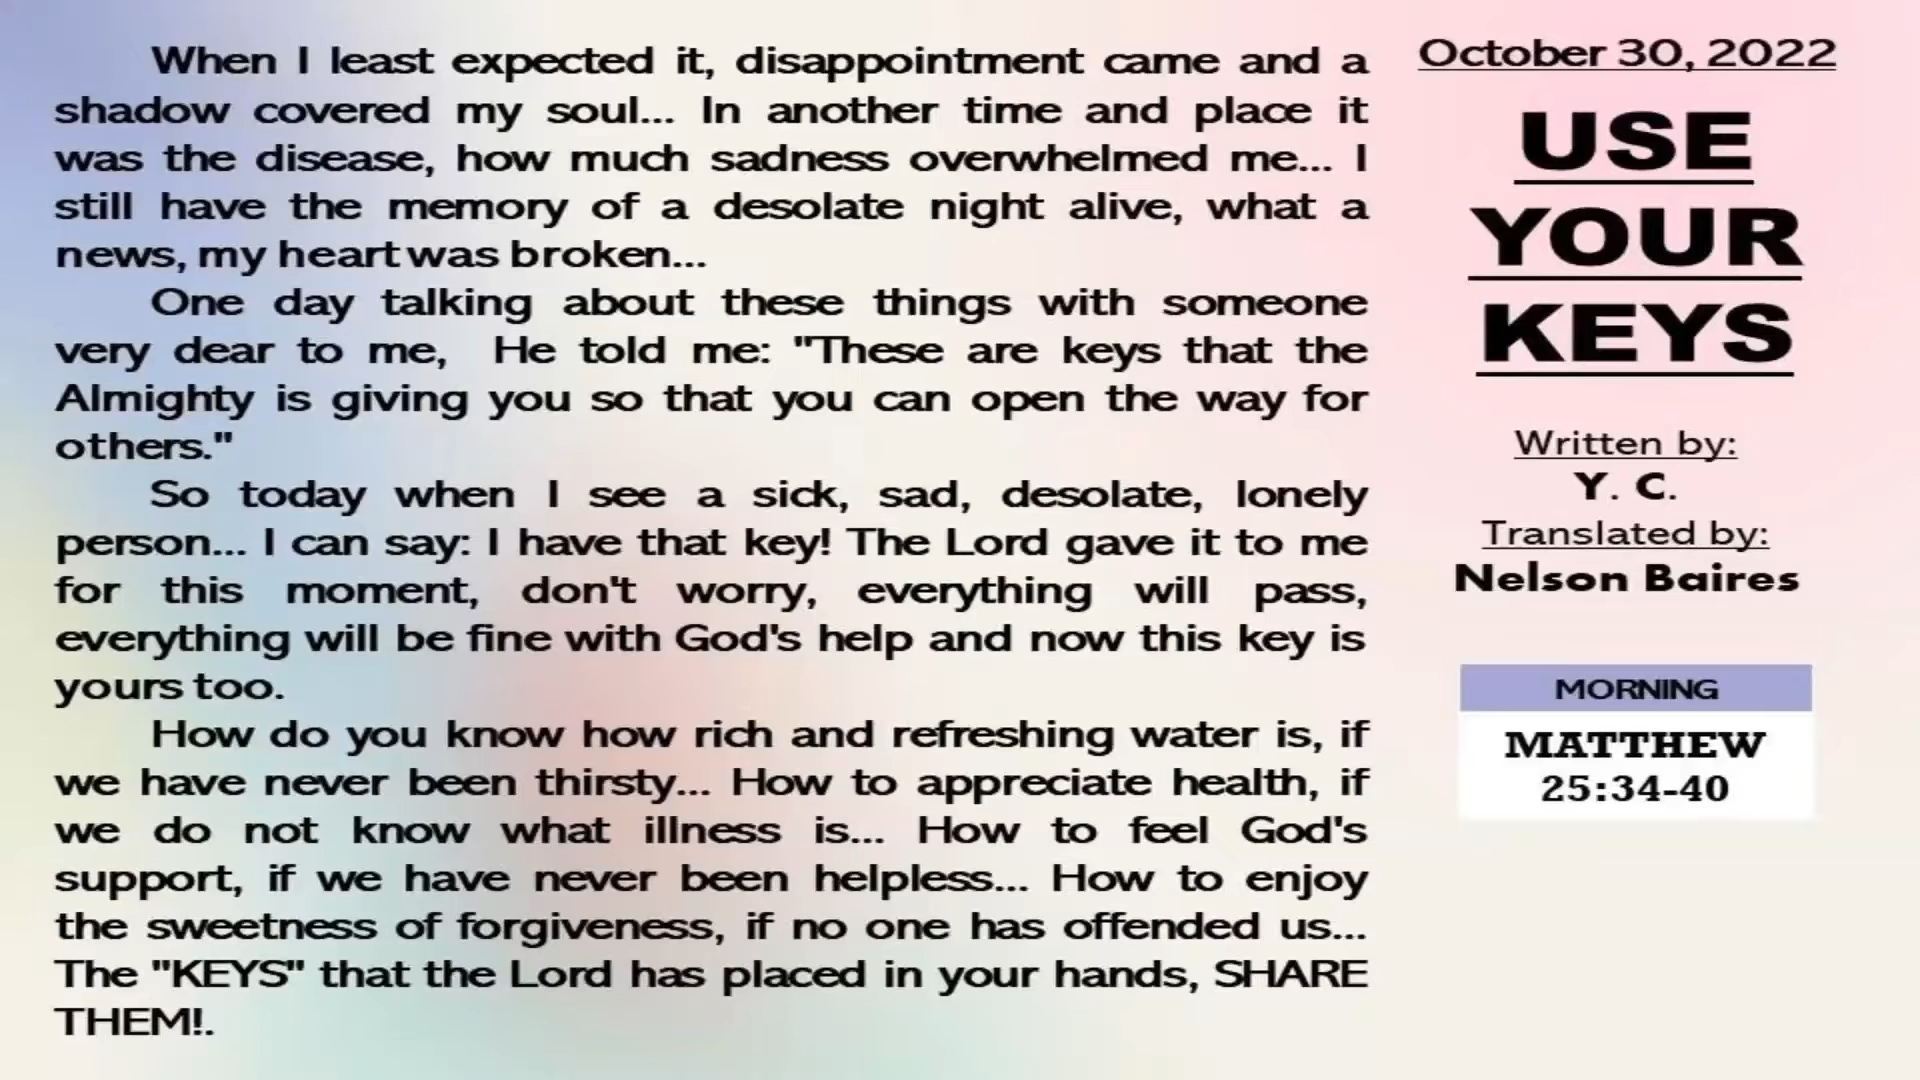 When I least expected it, disappointment came and a
shadow covered my soul... In another time and place it
was the disease, how much sadness overwhelmed me... I
still have the memory of a desolate night alive, what a
news, my heart was broken...
One day talking about these things with someone
very dear to me, He told me: "These are keys that the
Almighty is giving you so that you can open the way for
others."
So today when I see a sick, sad, desolate, lonely
person... I can say: I have that key! The Lord gave it to me
for this moment, don't worry, everything will pass,
everything will be fine with God's help and now this key is
yours too.
How do you know how rich and refreshing water is, if
we have never been thirsty... How to appreciate health, if
we do not know what illness is... How to feel God's
support, if we have never been helpless... How to enjoy
the sweetness of forgiveness, if no one has offended us...
The "KEYS" that the Lord has placed in your hands, SHARE
THEM!.
October 30, 2022
USE
YOUR
KEYS
Written by:
Y. C.
Translated by:
Nelson Baires
MORNING
MATTHEW
25:34-40